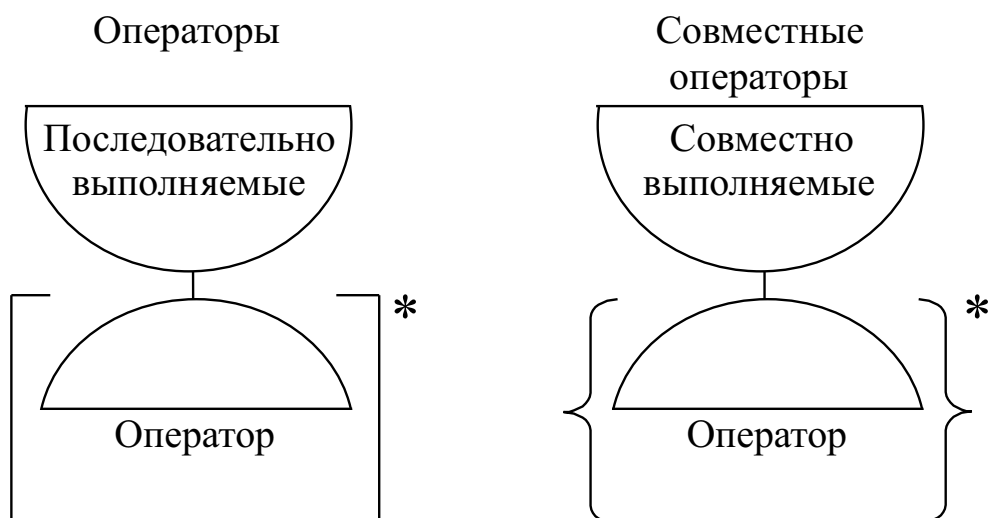 Операторы
Последовательно
выполняемые
*
Оператор
Совместные
операторы
Совместно
выполняемые
*
Оператор